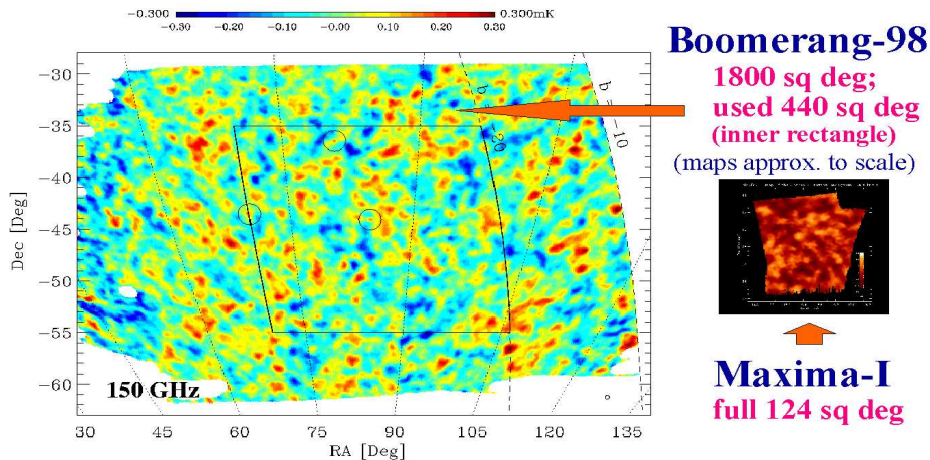 -0.300
0.300mK
-0.30 -0.20 -0.10 0.00 0.10 0.20 0.30
-30
-35
-40
-45
-50
-55
-60
Dec [Deg]
b
-20
b = -10
150 GHz
30 45 60 75 90 105 120 135
RA [Deg]
Boomerang-98
1800 sq deg;
used 440 sq deg
(inner rectangle)
(maps approx. to scale)
Maxima-I
full 124 sq deg